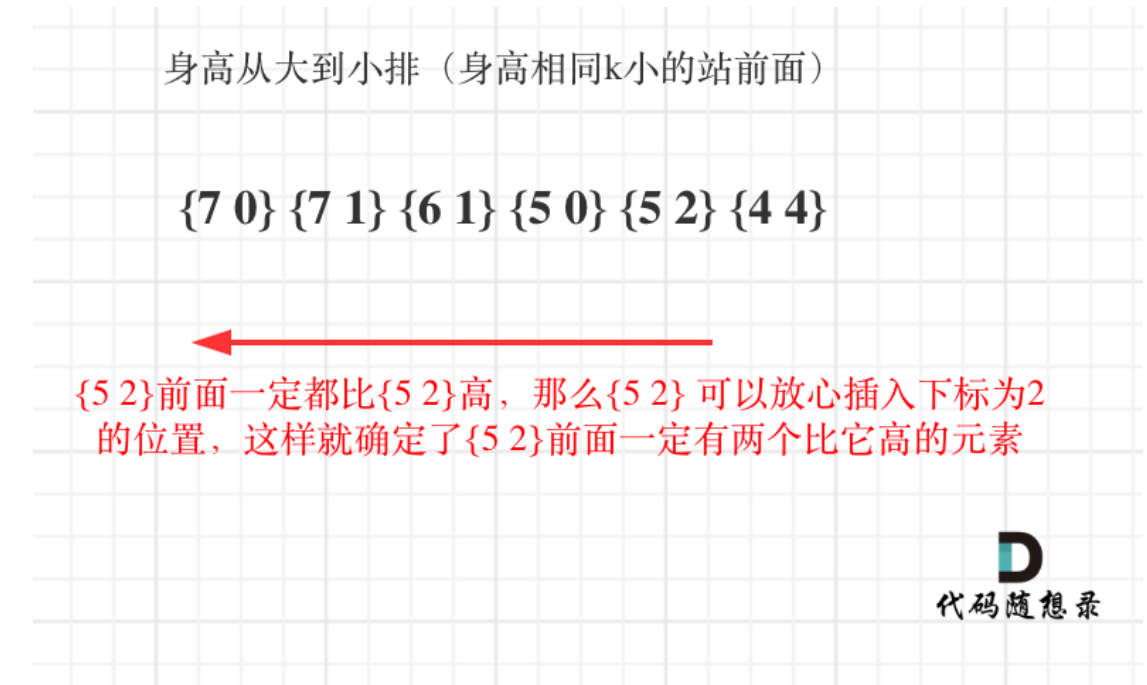 身高从大到小排（身高相同k小的站前面）
{7 0} {7 1} {6 1} {5 0} {5 2} {4 4}
{5 2}前面一定都比{5 2}高，那么{5 2} 可以放心插入下标为2
的位置，这样就确定了{5 2}前面一定有两个比它高的元素
代码随想录